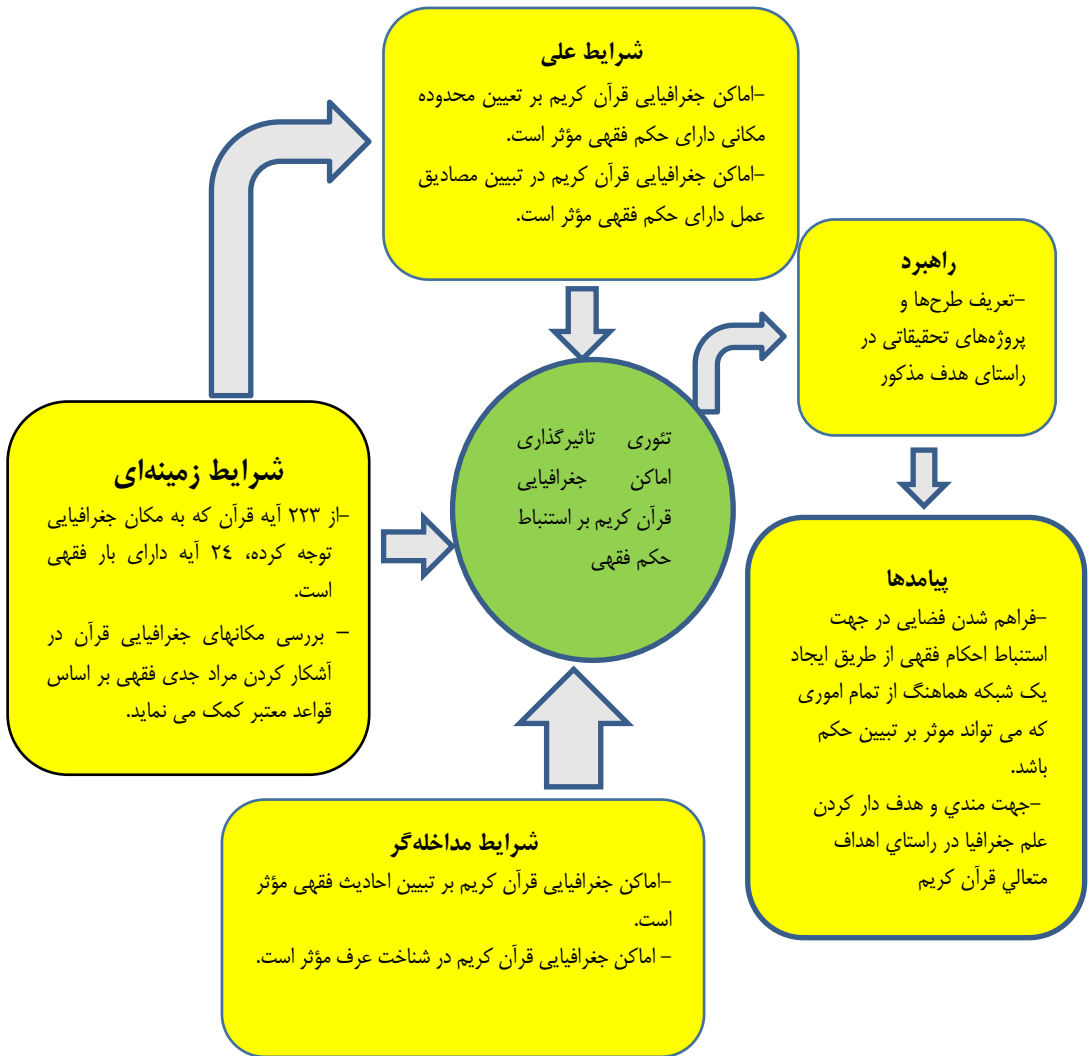 شرایط علی
–اماکن جغرافیایی قرآن کریم بر تعیین محدوده
مکانی دارای حکم فقهی مؤثر است.
–اماکن جغرافیایی قرآن کریم در تبیین مصادیق
عمل دارای حکم فقهی مؤثر است.
راهبرد
–تعریف طرح‌ها و
پروژه‌های تحقیقاتی در
راستای هدف مذکور
تئوری تاثیرگذاری
اماکن جغرافیایی
قرآن کریم بر استنباط
حکم فقهی
شرایط زمینه‌ای
–از ۲۲۳ آیه قرآن که به مکان جغرافیایی
توجه کرده، ۲٤ آیه دارای بار فقهی
است.
– بررسی مکانهای جغرافیایی قرآن در
آشکار کردن مراد جدی فقهی بر اساس
قواعد معتبر کمک می نماید.
پیامدها
–فراهم شدن فضایی در جهت
استنباط احکام فقهی از طریق ایجاد
یک شبکه هماهنگ از تمام اموری
که می تواند موثر بر تبیین حکم
باشد.
–جهت مندي و هدف دار کردن
علم جغرافیا در راستاي اهداف
متعالي قرآن کریم
شرایط مداخله‌گر
–اماکن جغرافیایی قرآن کریم بر تبیین احادیث فقهی مؤثر
است.
– اماکن جغرافیایی قرآن کریم در شناخت عرف مؤثر است.